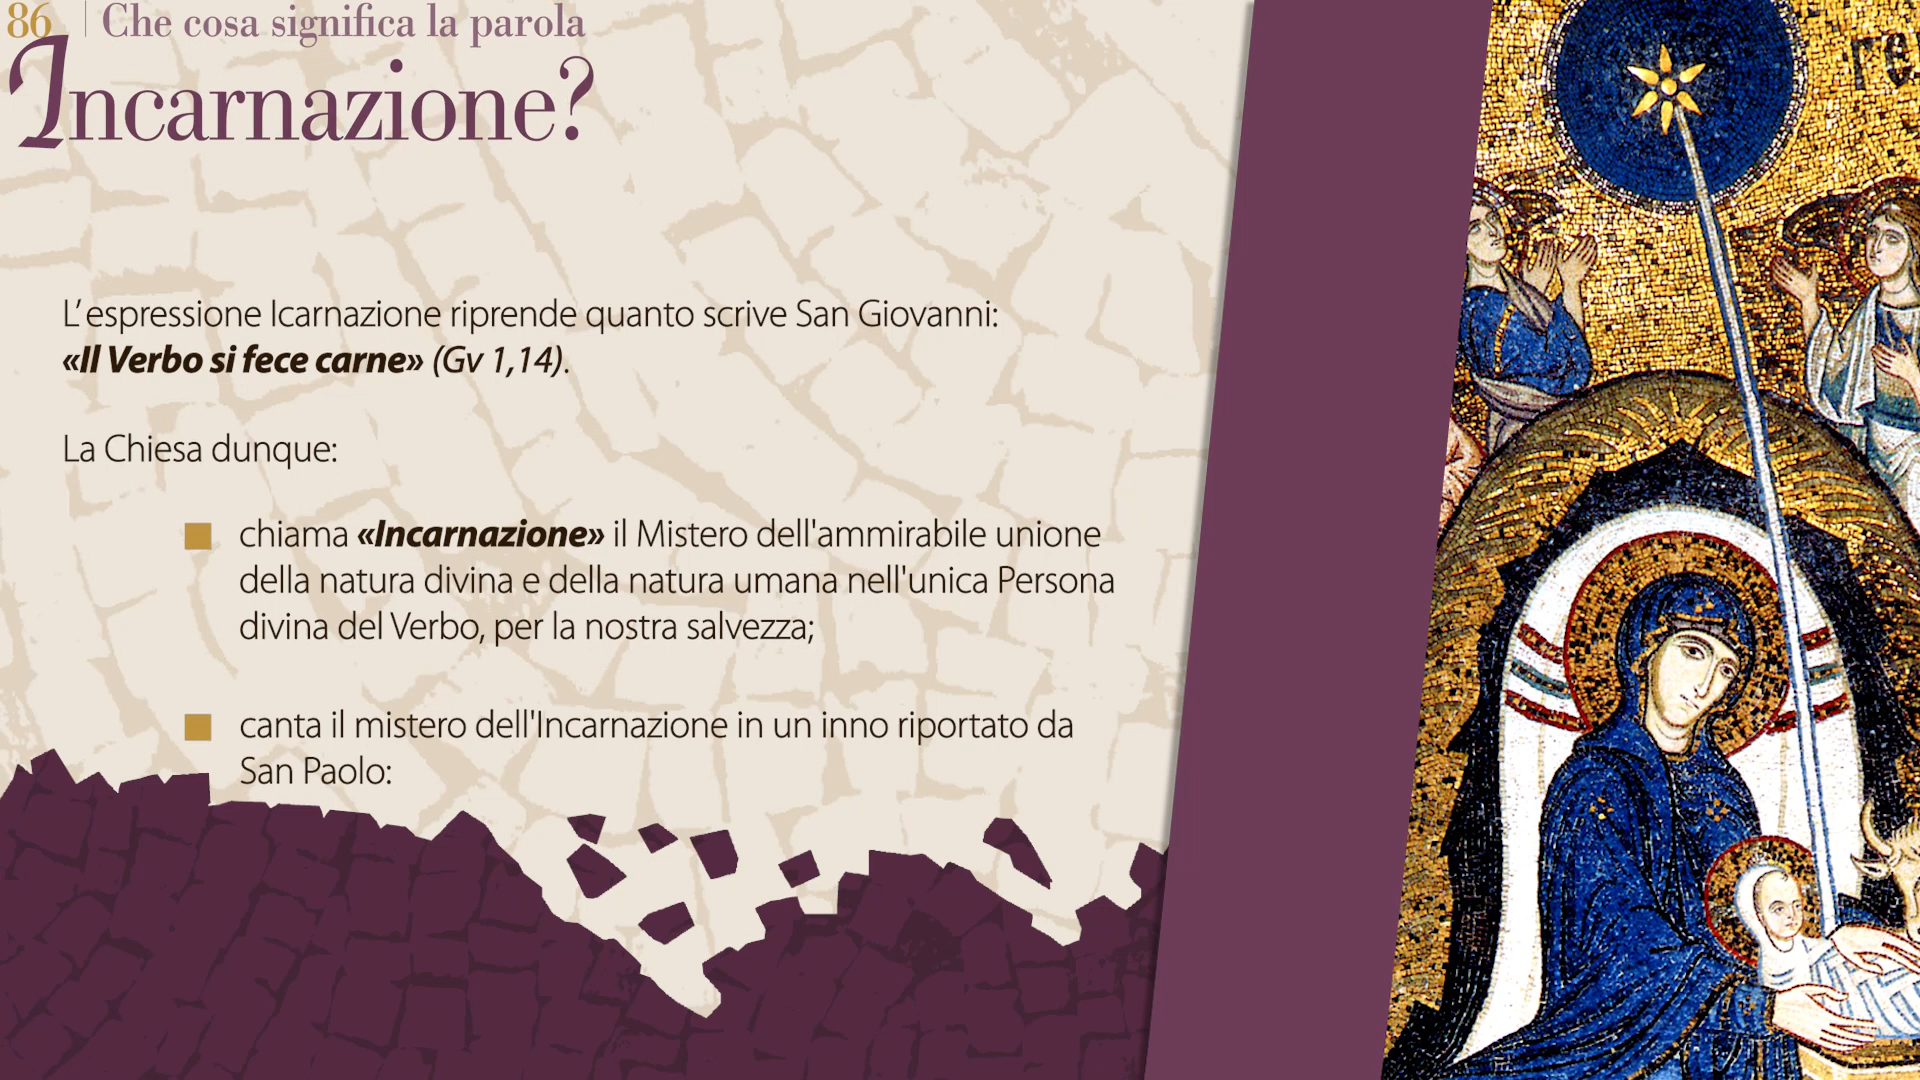 86 | Che cosa significa la parola
Incarnazione?
L'espressione Icarnazione riprende quanto scrive San Giovanni:
«Il Verbo si fece carne» (Gv 1,14).
La Chiesa dunque:
chiama «Incarnazione» il Mistero dell'ammirabile unione
della natura divina e della natura umana nell'unica Persona
divina del Verbo, per la nostra salvezza;
canta il mistero dell'Incarnazione in un inno riportato da
San Paolo: